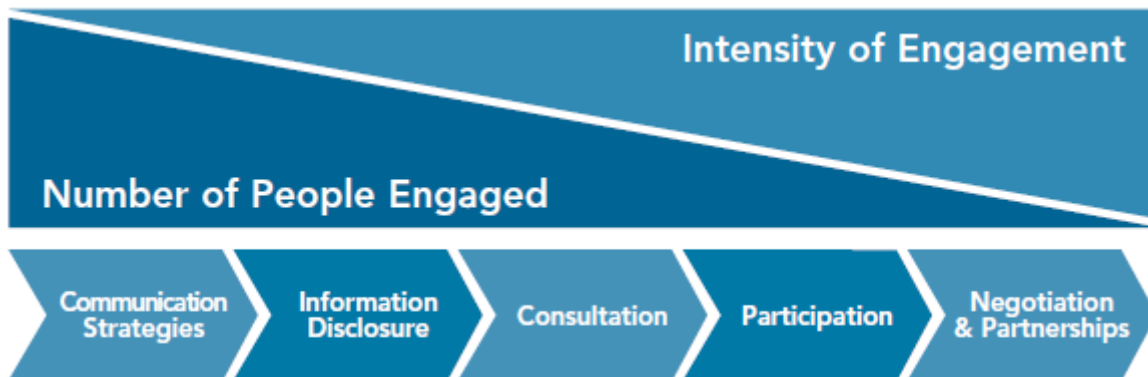 Intensity of Engagement
Number of People Engaged
Communication
Strategies
Information
Disclosure
Consultation
Participation
Negotiation
& Partnerships